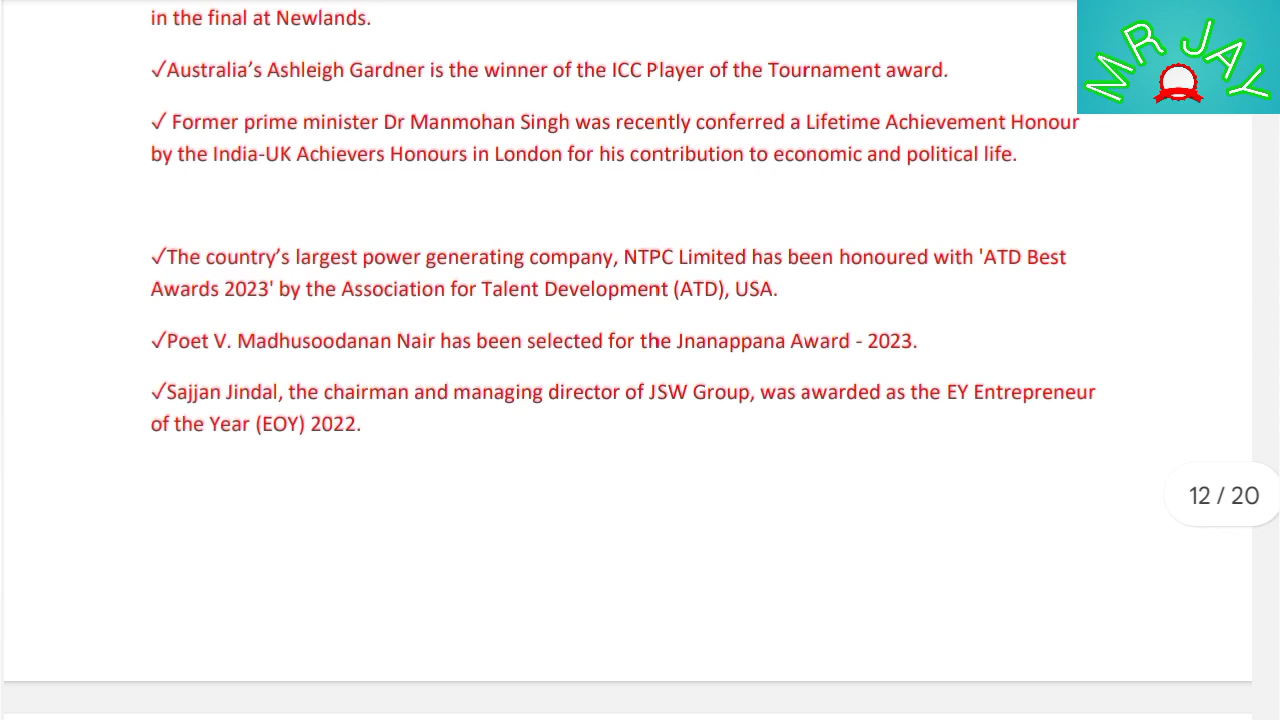 in the final at Newlands.
✓Australia’s Ashleigh Gardner is the winner of the ICC Player of the Tournament award.
✓ Former prime minister Dr Manmohan Singh was recently conferred a Lifetime Achievement Honour
by the India-UK Achievers Honours in London for his contribution to economic and political life.
✓The country’s largest power generating company, NTPC Limited has been honoured with 'ATD Best
Awards 2023' by the Association for Talent Development (ATD), USA.
✓Poet V. Madhusoodanan Nair has been selected for the Jnanappana Award - 2023.
✓Sajjan Jindal, the chairman and managing director of JSW Group, was awarded as the EY Entrepreneur
of the Year (EOY) 2022.
MR JAY
12 / 20